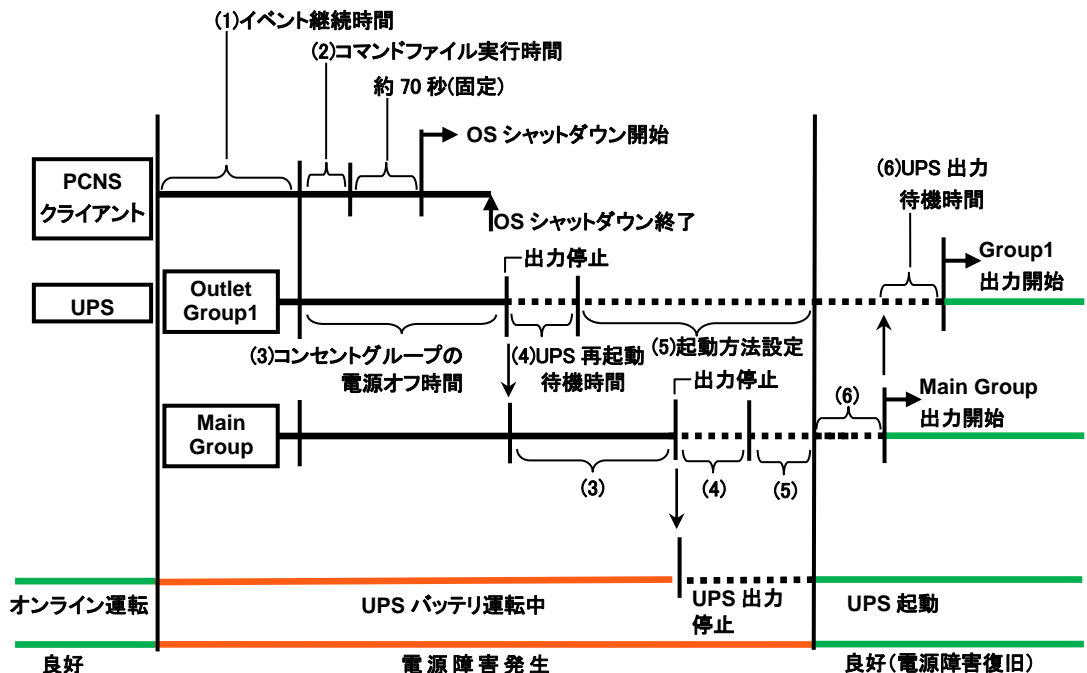 (1)イベント継続時間
(2)コマンドファイル実行時間
約 70 秒(固定)
OS シャットダウン開始
PCNS
クライアント
(6)UPS 出力
待機時間
OS シャットダウン終了
出力停止
Group1
出力開始
UPS
Outlet
Group1
(3)コンセントグループの
電源オフ時間
(4)UPS 再起動
待機時間
(5)起動方法設定
出力停止
Main Group
出力開始
(6)
Main
Group
(3)
(4)
(5)
オンライン運転
UPS バッテリ運転中
UPS 出力
停止
UPS 起動
良好
電源障害発生
良好(電源障害復旧)